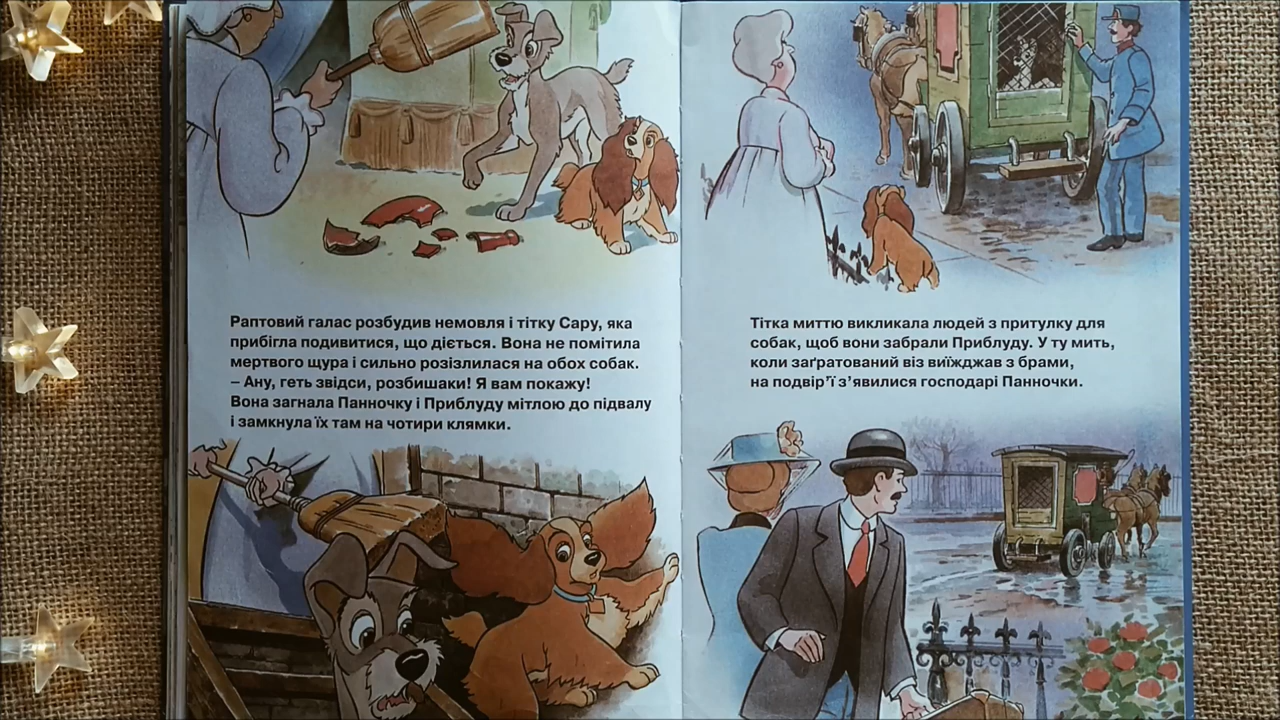 Раптовий галас розбудив немовля і тітку Сару, яка
прибігла подивитися, що діється. Вона не помітила
мертвого щура і сильно розізлилася на обох собак.
– Ану, геть звідси, розбишаки! Я вам покажу!
Вона загнала Панночку і Приблуду мітлою до підвалу
і замкнула їх там на чотири клямки.
Тітка миттю викликала людей з притулку для
собак, щоб вони забрали Приблуду. У ту мить,
коли заґратований віз виїжджав з брами,
на подвір’ї з’явилися господарі Панночки.